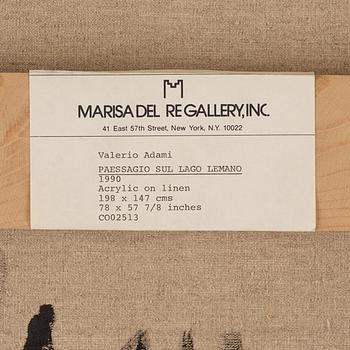 MARISA DEL RE GALLERY, INC.
41 East 57th Street, New York, N.Y. 10022
Valerio Adami
PAESSAGIO SUL LAGO LEMANO
1990
Acrylic on linen
198 x 147 cms
78 x 57 7/8 inches
CO02513